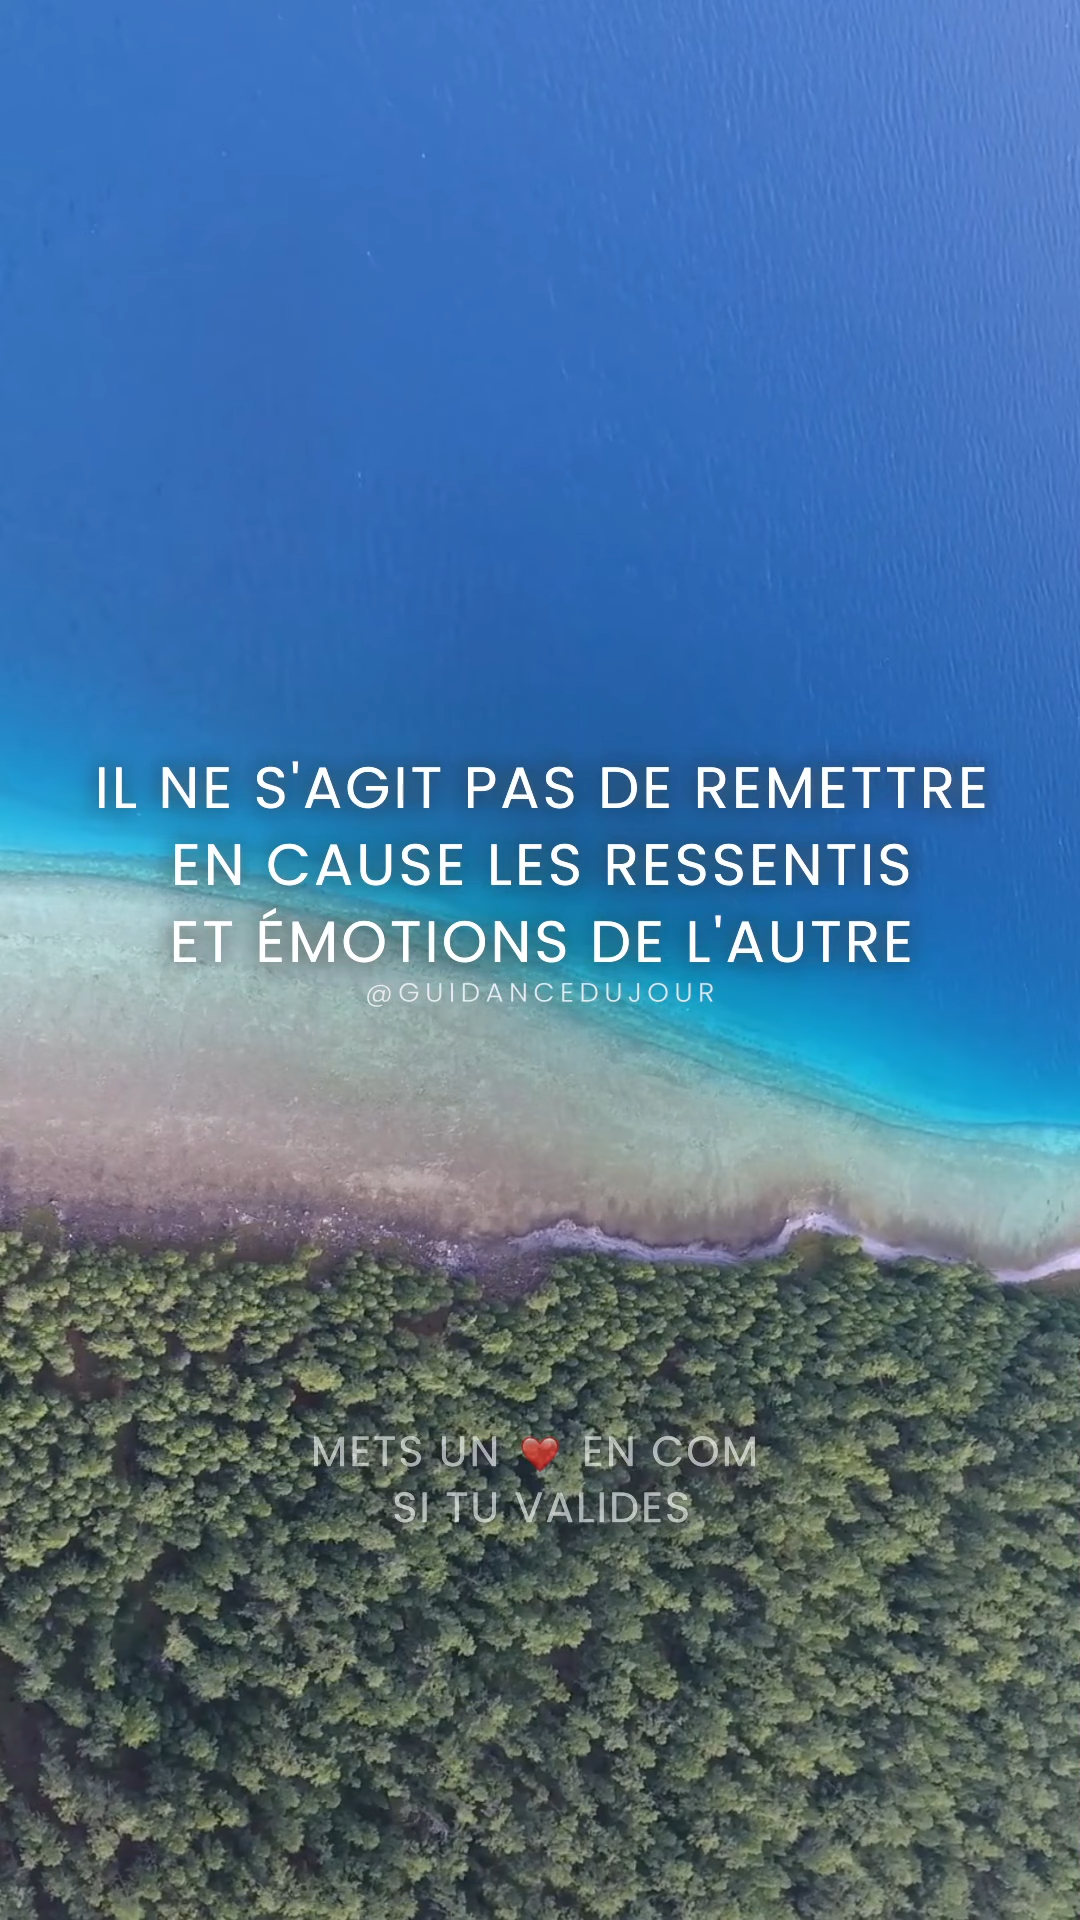 IL NE S'AGIT PAS DE REMETTRE
EN CAUSE LES RESSENTIS
ET ÉMOTIONS DE L'AUTRE
@GUIDANCEDUJOUR
METS UN ❤️ EN COM
SI TU VALIDES